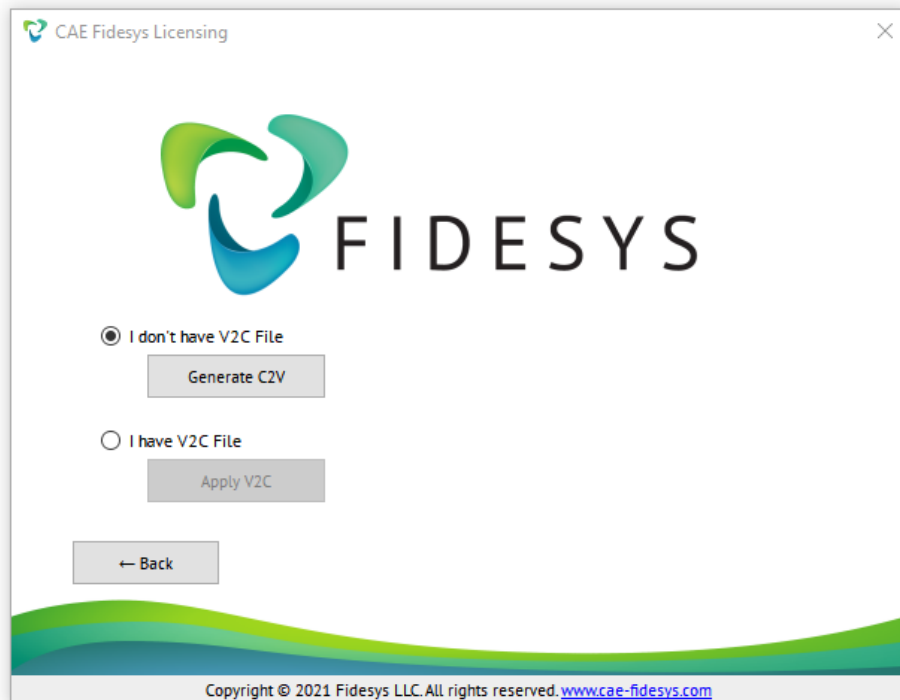 CAE Fidesys Licensing
FIDESYS
I don't have V2C File
Generate C2V
I have V2C File
Apply V2C
← Back
Copyright © 2021 Fidesys LLC. All rights reserved. www.cae-fidesys.com